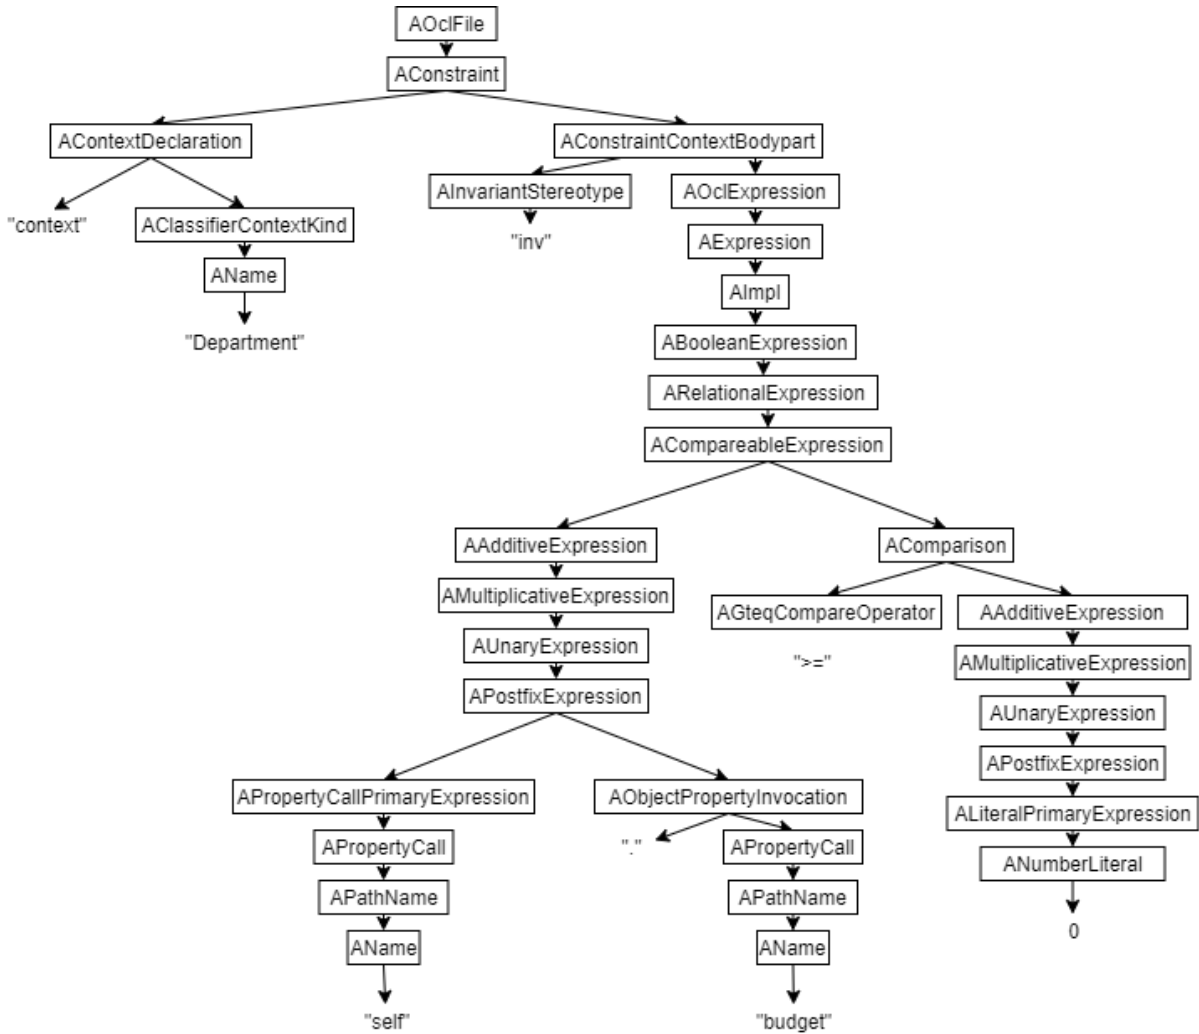 AOclFile
AConstraint
AContextDeclaration
AConstraintContextBodypart
AInvariantStereotype
AOclExpression
"context"
AClassifierContextKind
"inv"
AExpression
AName
AImpl
"Department"
ABooleanExpression
ARelationalExpression
ACompareableExpression
AAdditiveExpression
AComparison
AMultiplicativeExpression
AGteqCompareOperator
AAdditiveExpression
AUnaryExpression
">="
AMultiplicativeExpression
APostfixExpression
AUnaryExpression
APostfixExpression
APropertyCallPrimaryExpression
AObjectPropertyInvocation
ALiteralPrimaryExpression
APropertyCall
"."
APropertyCall
ANumberLiteral
APathName
APathName
0
AName
AName
"self"
"budget"